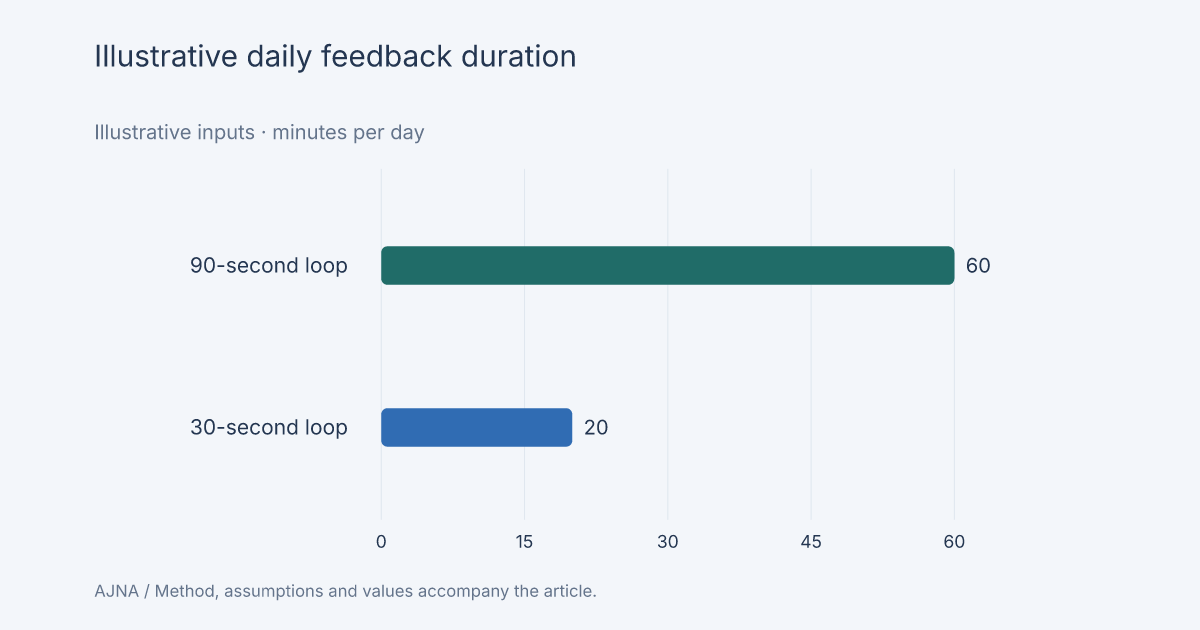 Illustrative daily feedback duration
Illustrative inputs · minutes per day
90-second loop
60
30-second loop
20
0 15 30 45 60
AJNA / Method, assumptions and values accompany the article.